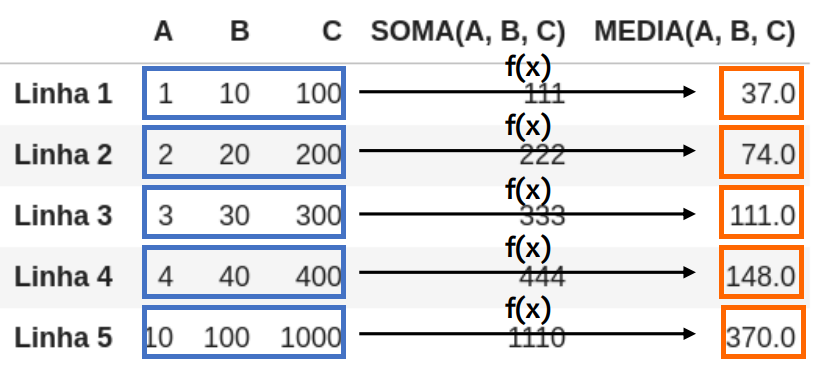 A B C SOMA(A, B, C) MEDIA(A, B, C)
f(x)
Linha 1 1 10 100 111 37.0
f(x)
Linha 2 2 20 200 222 74.0
f(x)
Linha 3 3 30 300 333 111.0
f(x)
Linha 4 4 40 400 444 148.0
f(x)
Linha 5 10 100 1000 1110 370.0